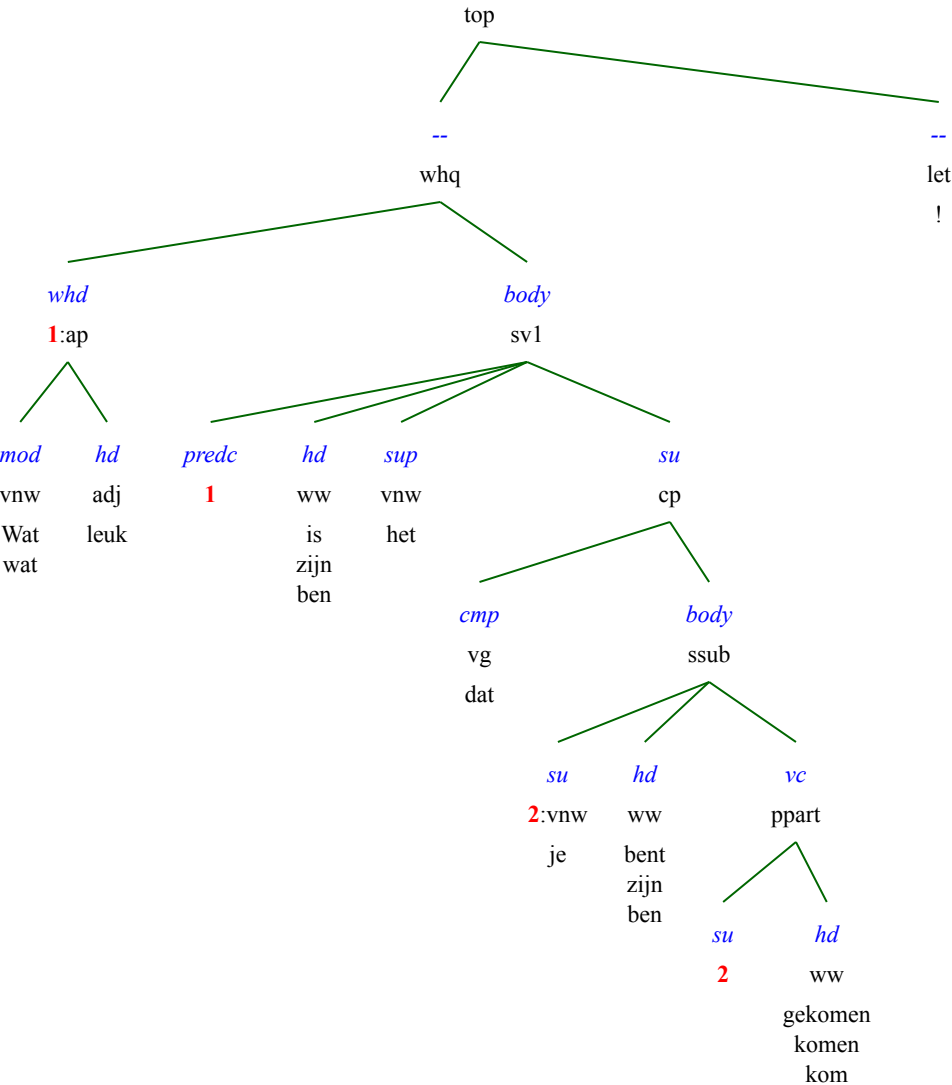 top
-- --
whq let
!
whd body
1:ap sv1
mod hd predc hd sup su
vnw adj 1 ww vnw cp
Wat leuk is het
wat zijn
ben
cmp body
vg ssub
dat
su hd vc
2:vnw ww ppart
je bent
zijn
ben
su hd
2 ww
gekomen
komen
kom